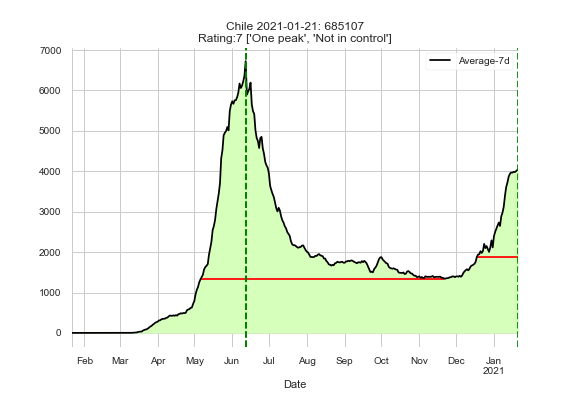 Chile 2021-01-21: 685107
Rating:7 ['One peak', 'Not in control']
Average-7d
7000
6000
5000
4000
3000
2000
1000
0
Feb Mar Apr May Jun Jul Aug Sep Oct Nov Dec Jan
2021
Date